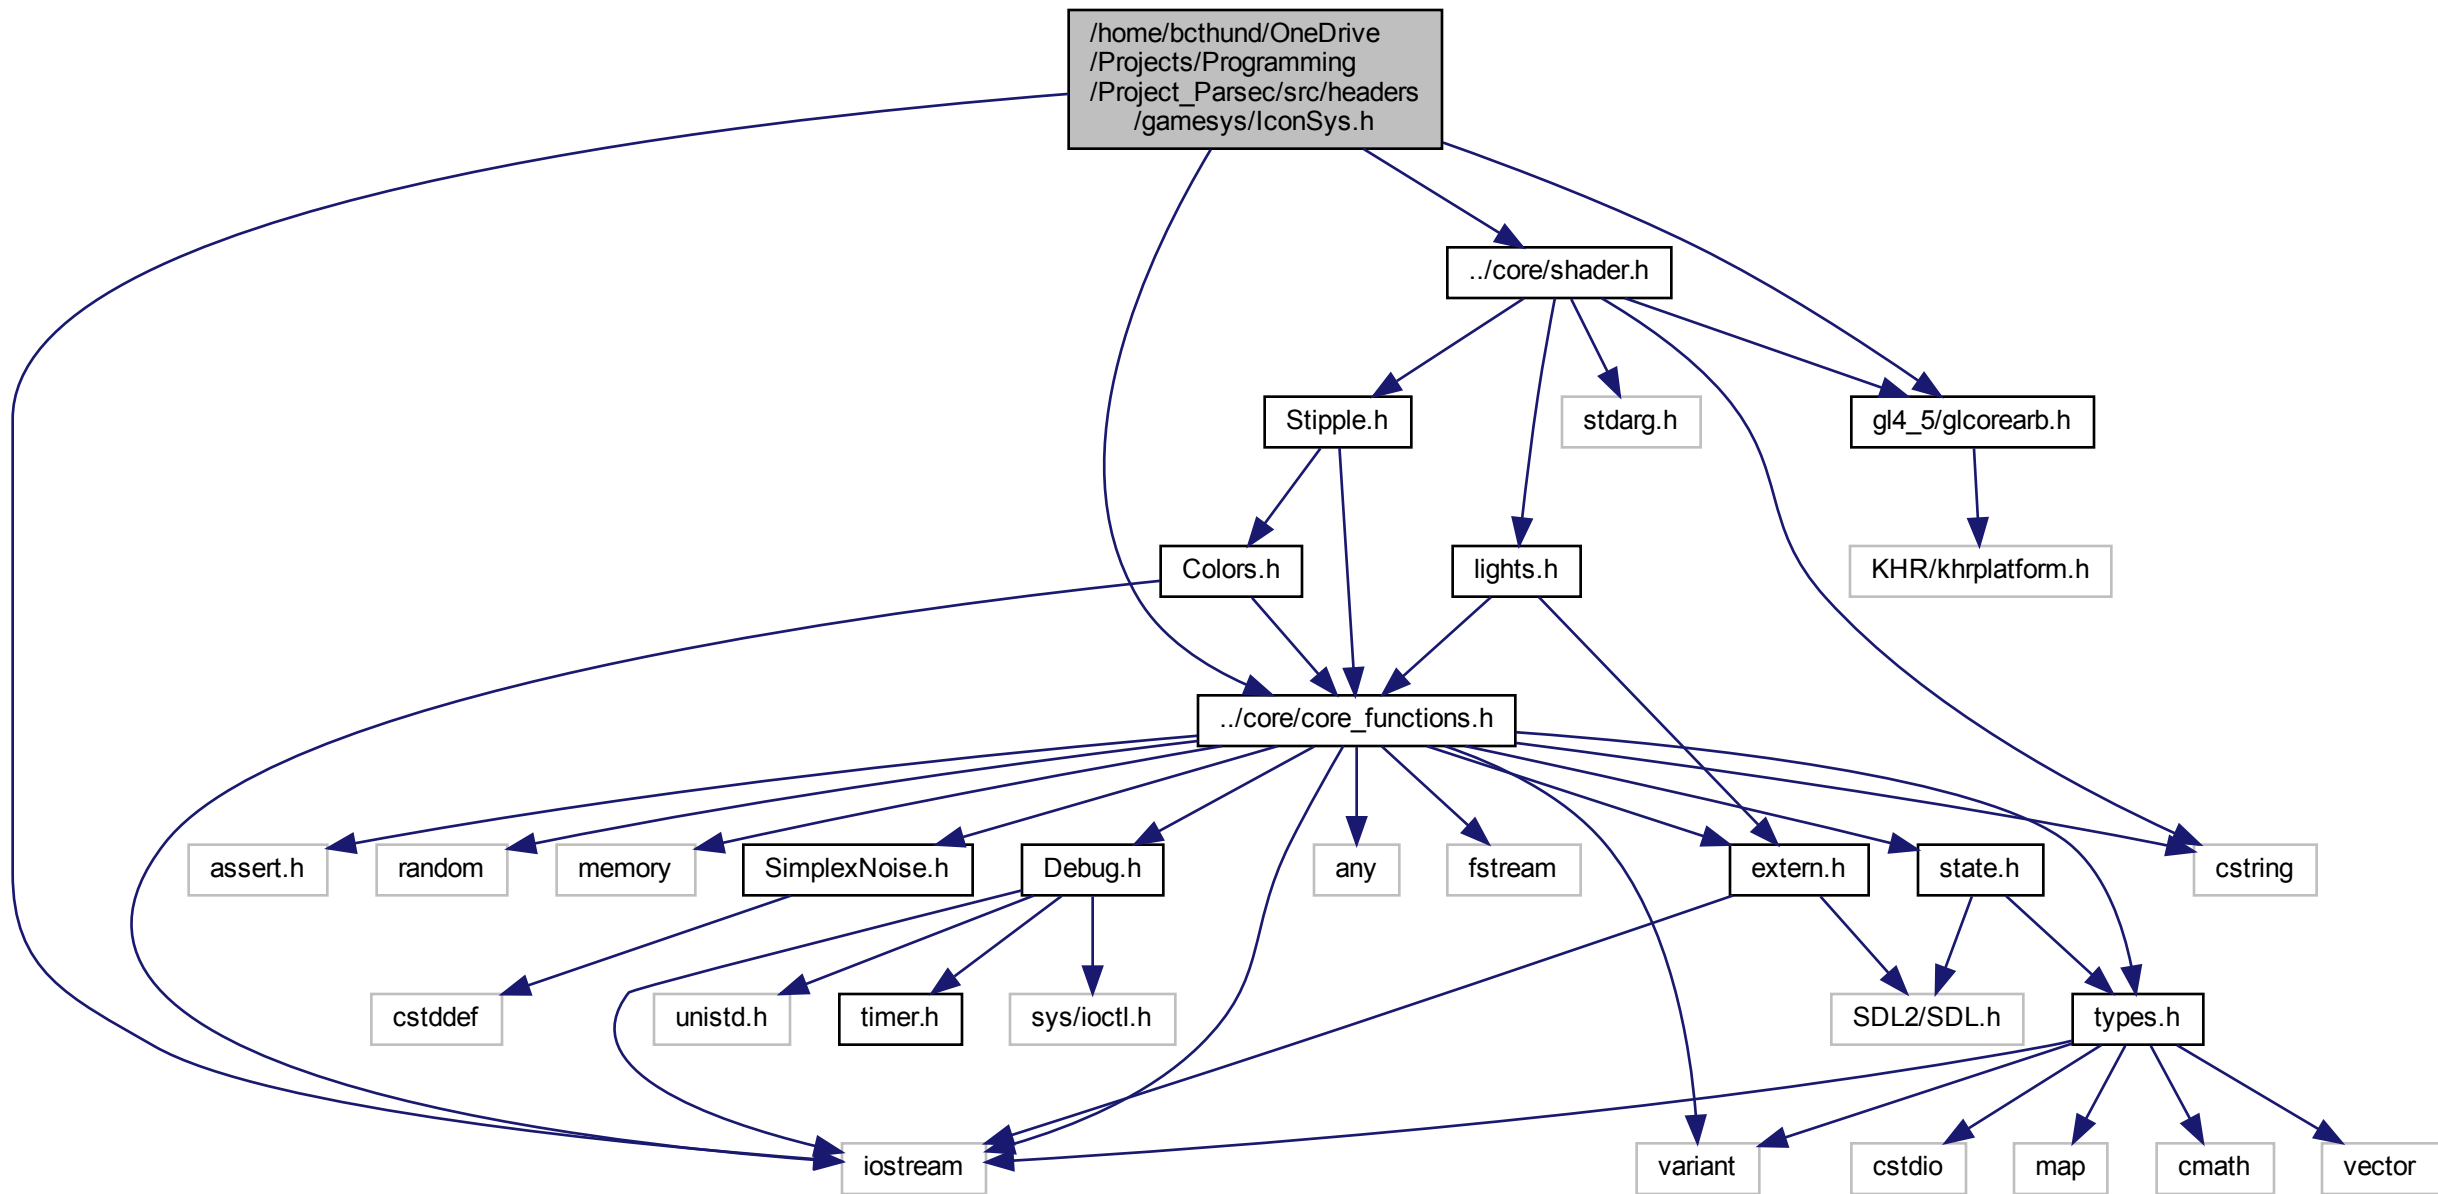 /home/bcthund/OneDrive
/Projects/Programming
/Project_Parsec/src/headers
/gamesys/IconSys.h
../core/shader.h
Stipple.h
stdarg.h
gl4_5/glcorearb.h
Colors.h
lights.h
KHR/khrplatform.h
../core/core_functions.h
assert.h
random
memory
SimplexNoise.h
Debug.h
any
fstream
extern.h
state.h
cstring
cstddef
unistd.h
timer.h
sys/ioctl.h
SDL2/SDL.h
types.h
iostream
variant
cstdio
map
cmath
vector